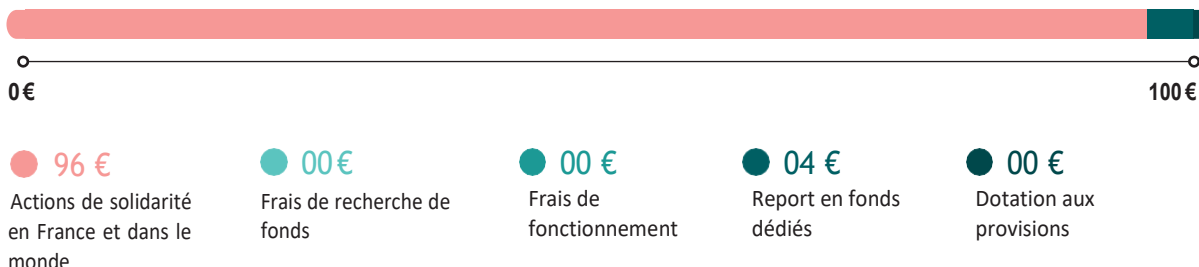 0 €
100 €
96 €
Actions de solidarité
en France et dans le
monde
00 €
Frais de recherche de
fonds
00 €
Frais de
fonctionnement
04 €
Report en fonds
dédiés
00 €
Dotation aux
provisions